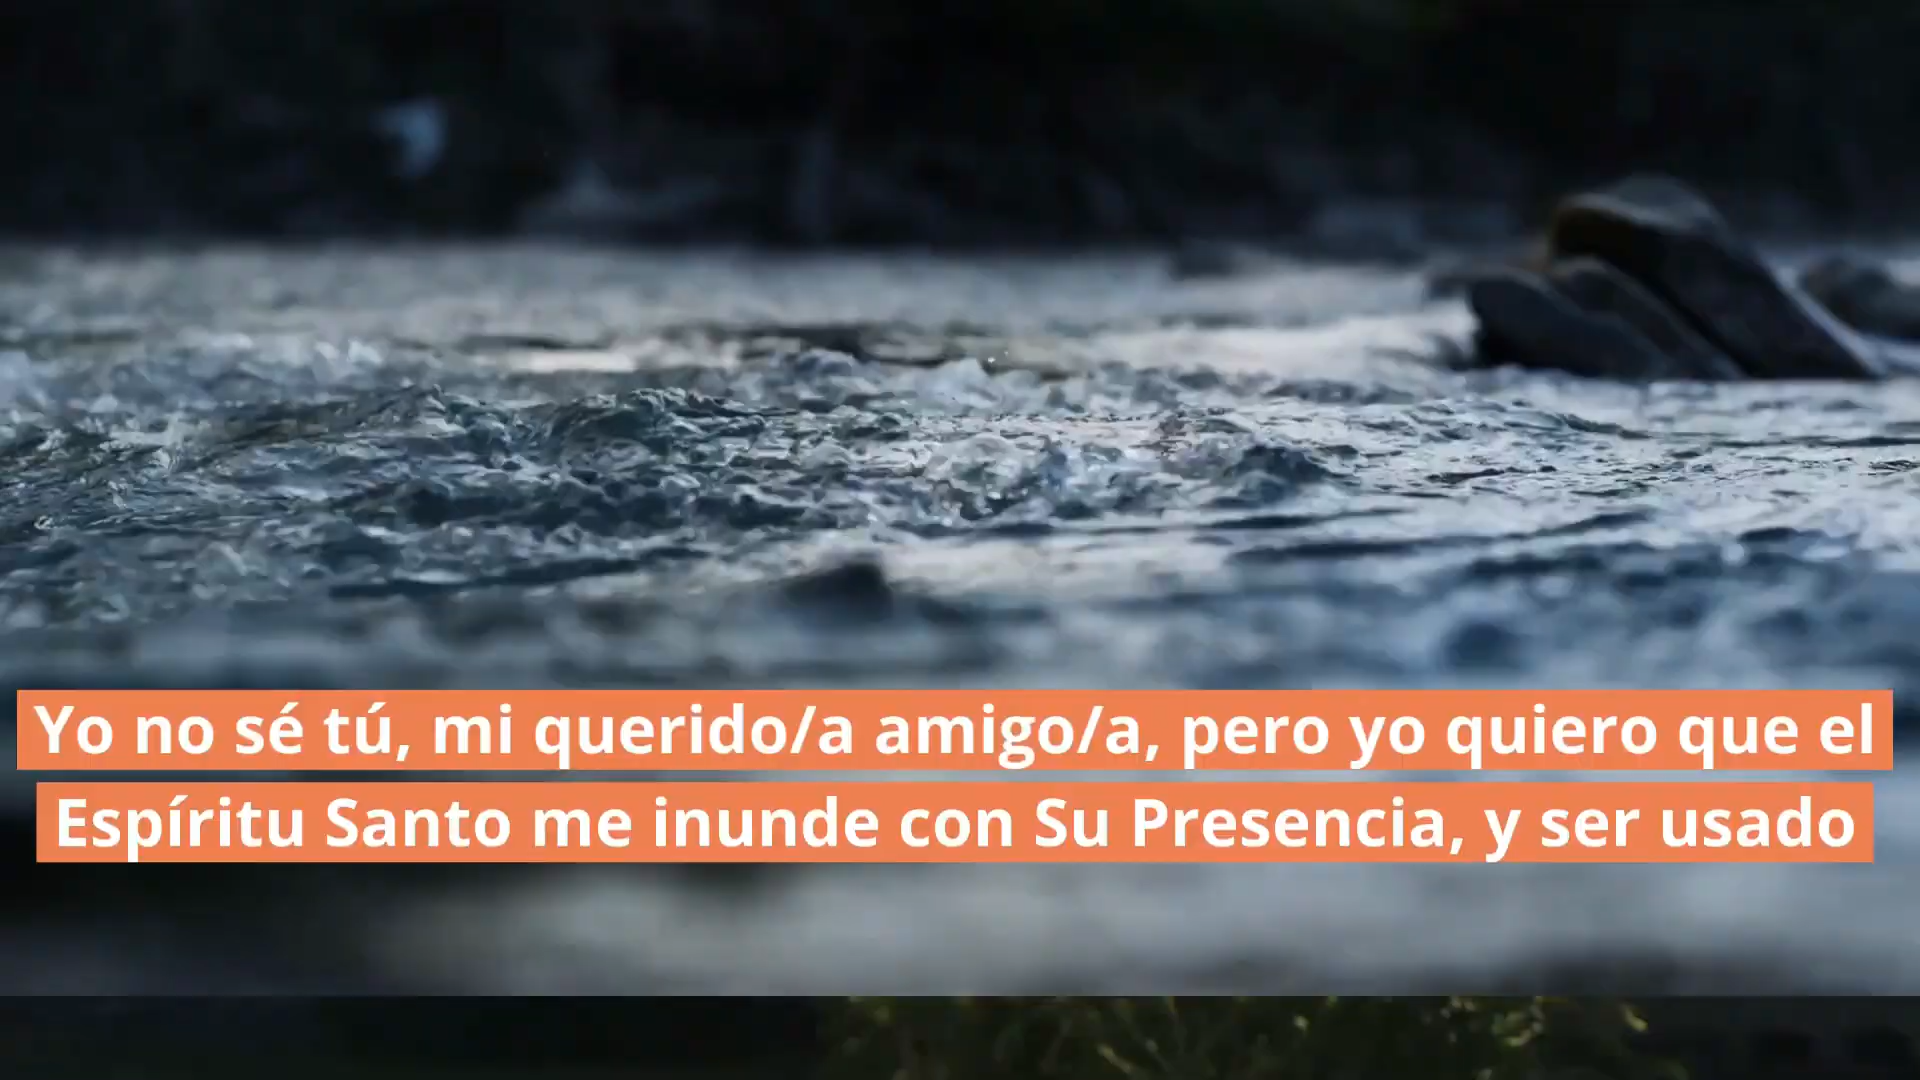 Yo no sé tú, mi querido/a amigo/a, pero yo quiero que el
Espíritu Santo me inunde con Su Presencia, y ser usado